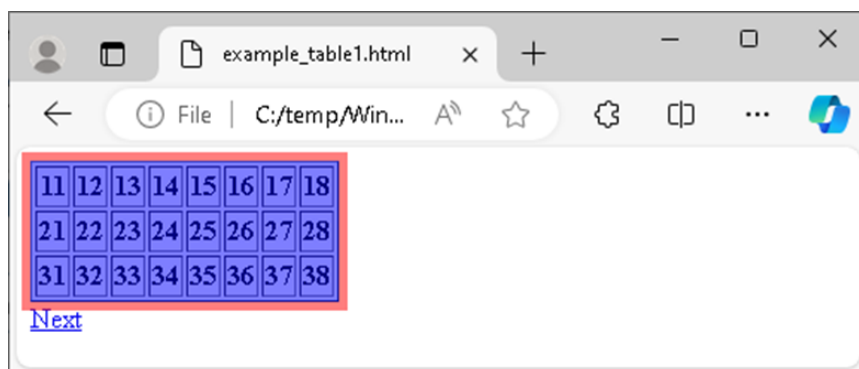 example_table1.html
File | C:/temp/Win...
11 12 13 14 15 16 17 18
21 22 23 24 25 26 27 28
31 32 33 34 35 36 37 38
Next